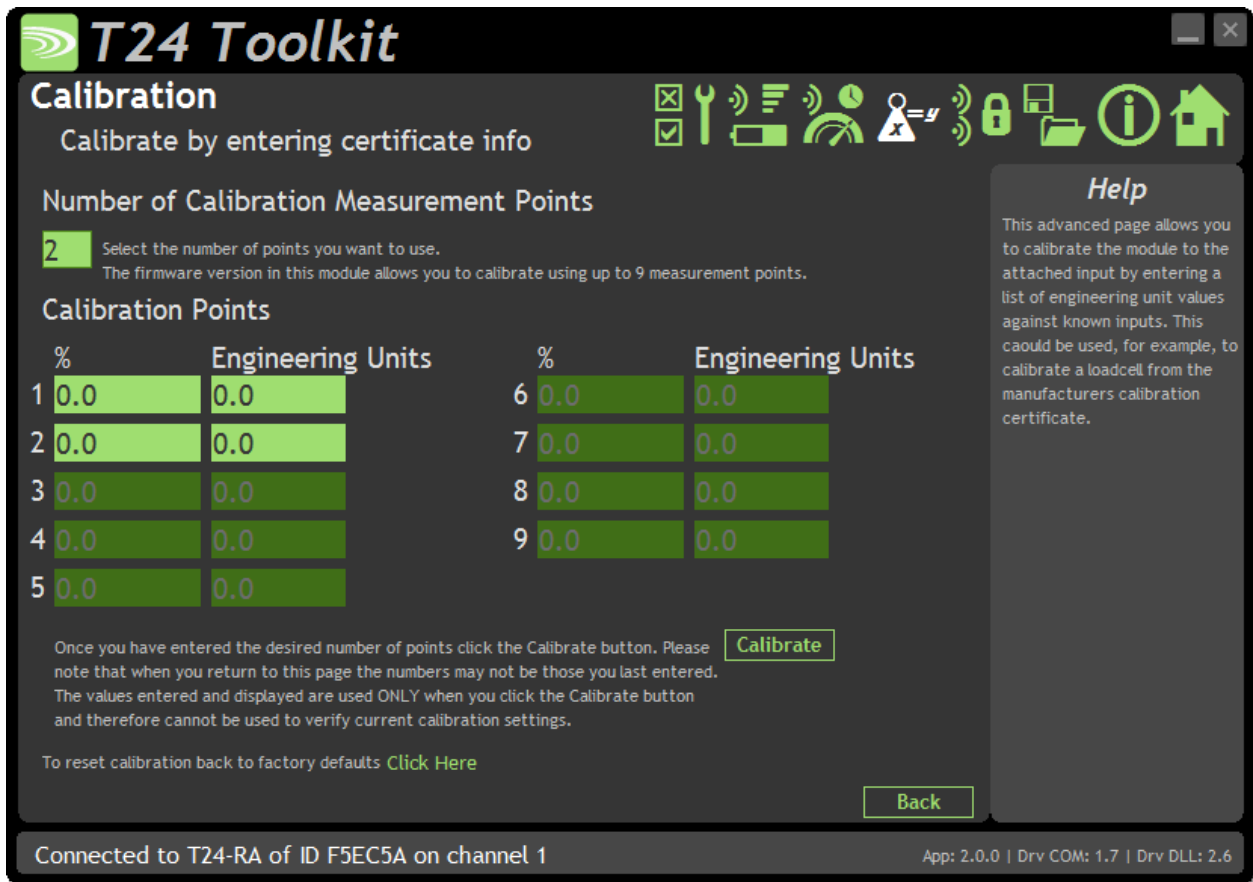 T24 Toolkit
Calibration
Calibrate by entering certificate info
x=y
Number of Calibration Measurement Points
2
Select the number of points you want to use.
The firmware version in this module allows you to calibrate using up to 9 measurement points.
Calibration Points
% Engineering Units % Engineering Units
1 0.0 0.0 6 0.0 0.0
2 0.0 0.0 7 0.0 0.0
3 0.0 0.0 8 0.0 0.0
4 0.0 0.0 9 0.0 0.0
5 0.0 0.0
Once you have entered the desired number of points click the Calibrate button. Please
note that when you return to this page the numbers may not be those you last entered.
The values entered and displayed are used ONLY when you click the Calibrate button
and therefore cannot be used to verify current calibration settings.
Calibrate
To reset calibration back to factory defaults Click Here
Back
Help
This advanced page allows you
to calibrate the module to the
attached input by entering a
list of engineering unit values
against known inputs. This
caould be used, for example, to
calibrate a loadcell from the
manufacturers calibration
certificate.
Connected to T24-RA of ID F5EC5A on channel 1
App: 2.0.0 | Drv COM: 1.7 | Drv DLL: 2.6